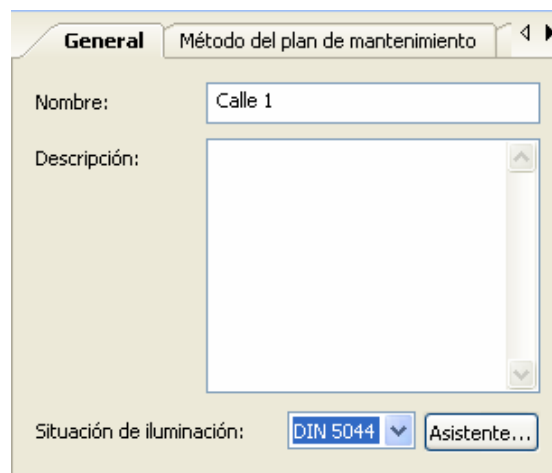 General Método del plan de mantenimiento
Nombre: Calle 1
Descripción:
Situación de iluminación: DIN 5044 Asistente...